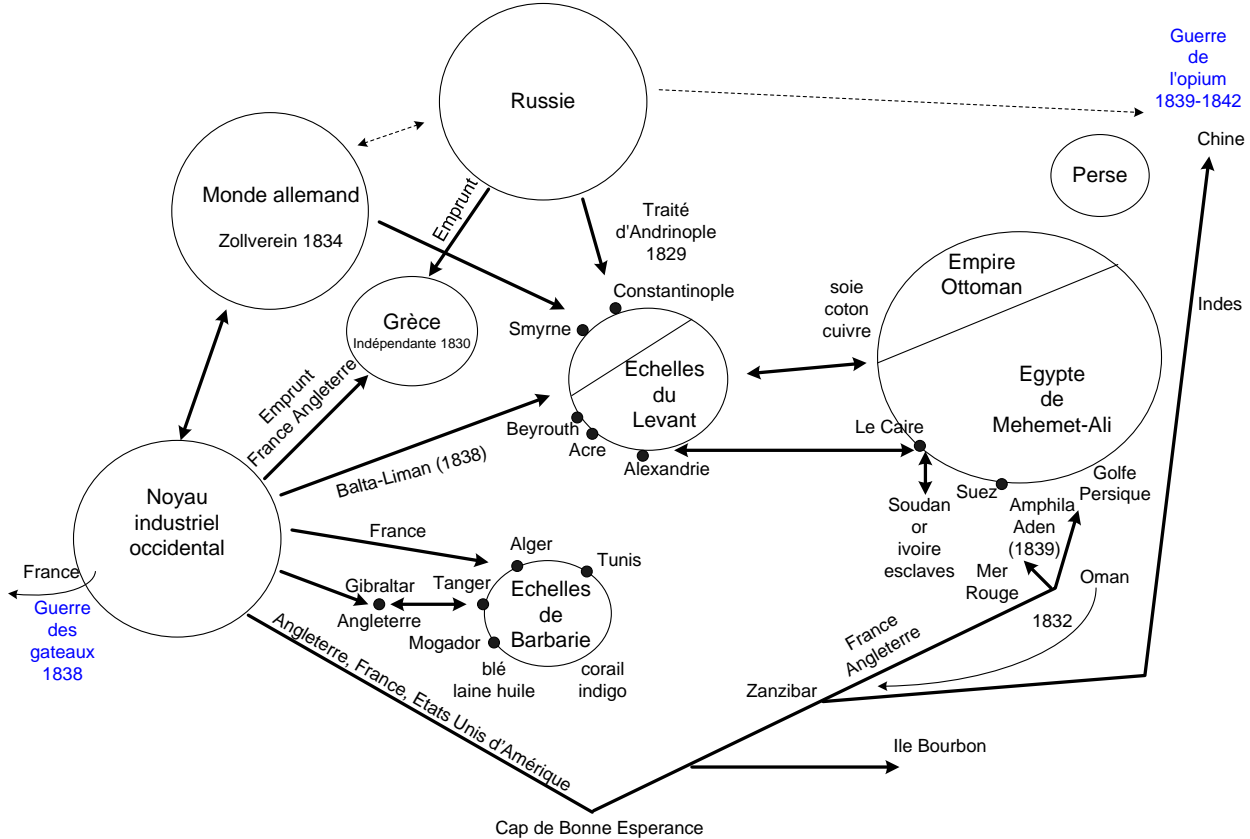 Guerre
de
l'opium
1839-1842
Russie
Chine
Perse
Monde allemand
Zollverein 1834
Emprunt
Traité
d'Andrinople
1829
Empire
Ottoman
Constantinople
soie
coton
cuivre
Indes
Smyrne
Grèce
Indépendante 1830
Echelles
du
Levant
Egypte
de
Mehemet-Ali
Emprunt
France Angleterre
Beyrouth
Acre
Alexandrie
Le Caire
Balta-Liman (1838)
Suez
Golfe
Persique
Amphila
Aden
(1839)
Soudan
or
ivoire
esclaves
Noyau
industriel
occidental
France
Alger
Tunis
Mer
Rouge
Oman
France
Gibraltar
Tanger
Echelles
de
Barbarie
Angleterre
Mogador
Guerre
des
gateaux
1838
1832
France
Angleterre
blé
laine huile
corail
indigo
Angleterre, France, Etats Unis d'Amérique
Zanzibar
Ile Bourbon
Cap de Bonne Esperance